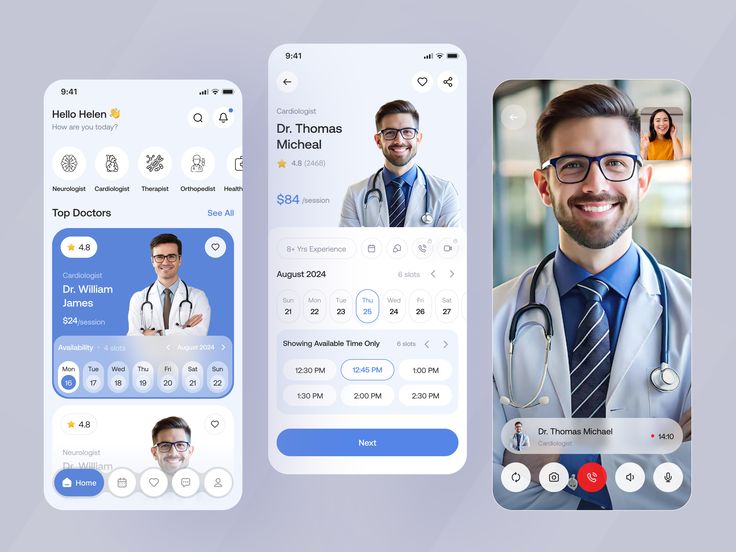 9:41
Hello Helen 👋
How are you today?
Neurologist
Cardiologist
Therapist
Orthopedist
Health
Top Doctors
See All
4.8
Cardiologist
Dr. William
James
$24/session
Availability • 4 slots
August 2024
Mon
16
Tue
17
Wed
18
Thu
19
Fri
20
Sat
21
Sun
22
4.8
Neurologist
Dr. William
Home
9:41
Cardiologist
Dr. Thomas
Micheal
4.8 (2468)
$84 /session
8+ Yrs Experience
August 2024
6 slots
Sun
21
Mon
22
Tue
23
Thu
25
Wed
24
Fri
26
Sat
27
Showing Available Time Only
6 slots
12:30 PM
12:45 PM
1:00 PM
1:30 PM
2:00 PM
2:30 PM
Next
Dr. Thomas Michael
Cardiologist
14:10